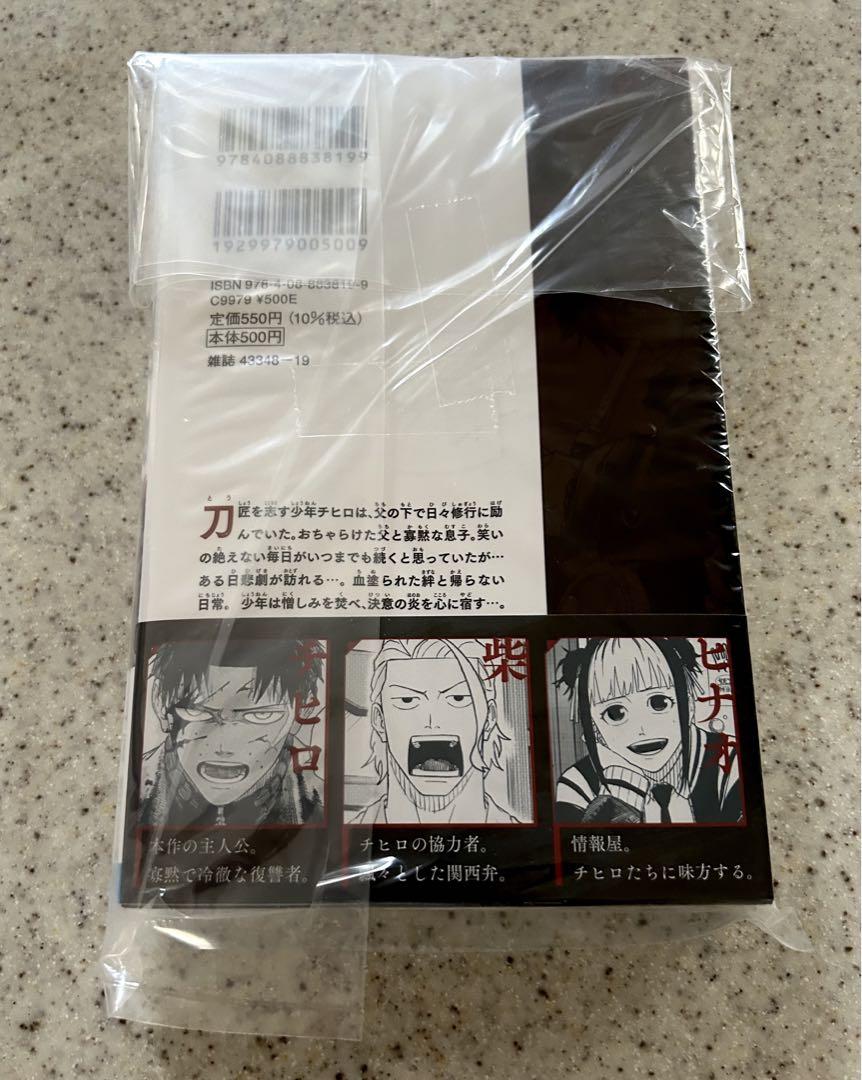 9784088838199
1929979005009
ISBN 978-4-08-883819-9
C9979 ¥500E
定価550円(10%税込)
本体500円
雑誌 43348-19
刀匠を志す少年チヒロは、父の下で日々修行に励
んでいた。おちゃらけた父と寡黙な息子。笑い
の絶えない毎日がいつまでも続くと思っていたが…
ある日悲劇が訪れる…。血塗られた絆と帰らない
日常。少年は憎しみを焚べ、決意の炎を心に宿す…。
チヒロ
本作の主人公。
寡黙で冷徹な復讐者。
柴
チヒロの協力者。
飄々とした関西弁。
ヒナオ
情報屋。
チヒロたちに味方する。